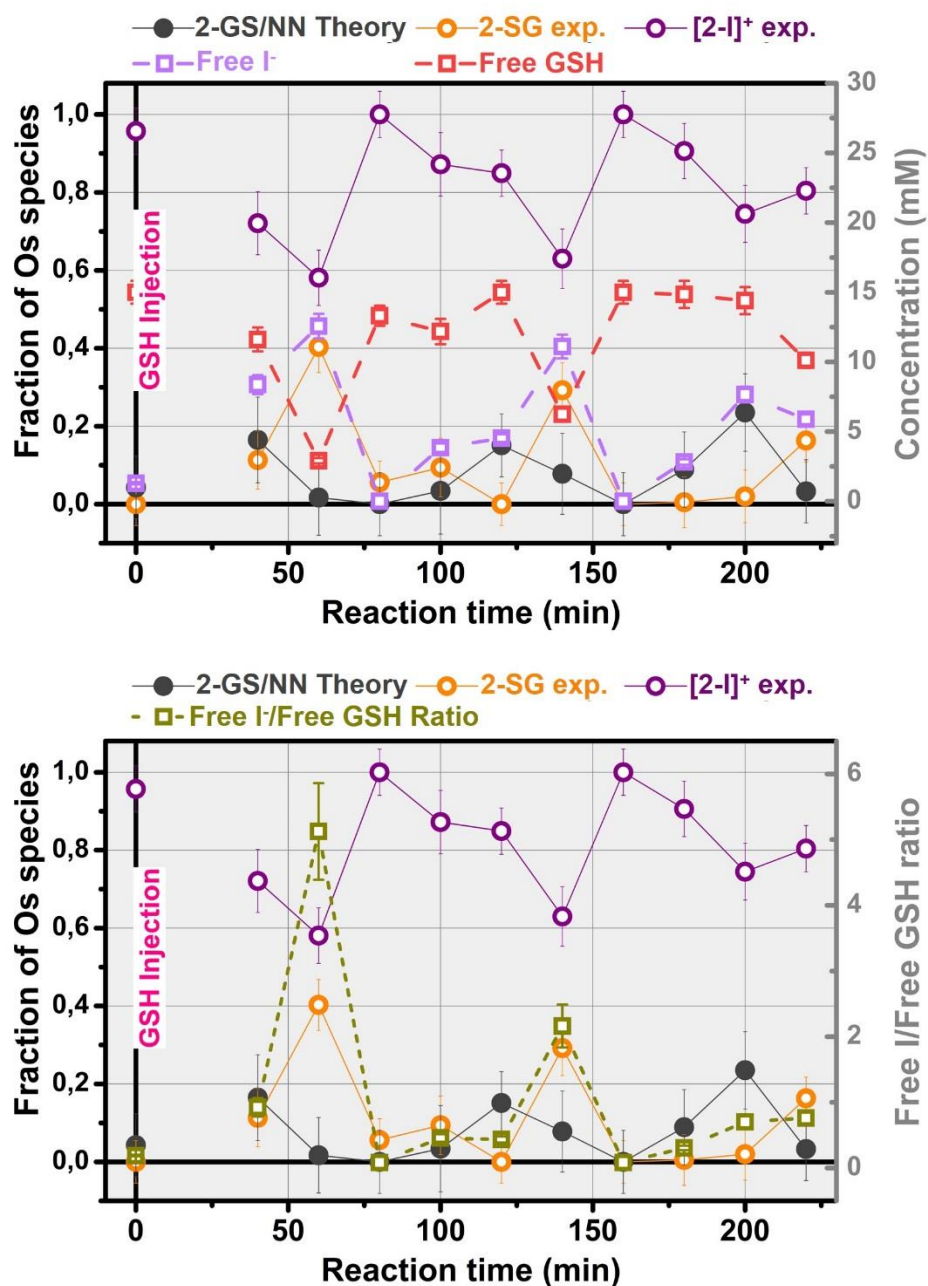 2-GS/NN Theory 2-SG exp. [2-I]⁺ exp.
Free I⁻ Free GSH
Fraction of Os species
1,0
0,8
0,6
0,4
0,2
0,0
GSH Injection
30
25
20
15
10
5
0
Concentration (mM)
0 50 100 150 200
Reaction time (min)
2-GS/NN Theory 2-SG exp. [2-I]⁺ exp.
Free I⁻/Free GSH Ratio
Fraction of Os species
1,0
0,8
0,6
0,4
0,2
0,0
GSH Injection
6
4
2
0
Free I/Free GSH ratio
0 50 100 150 200
Reaction time (min)